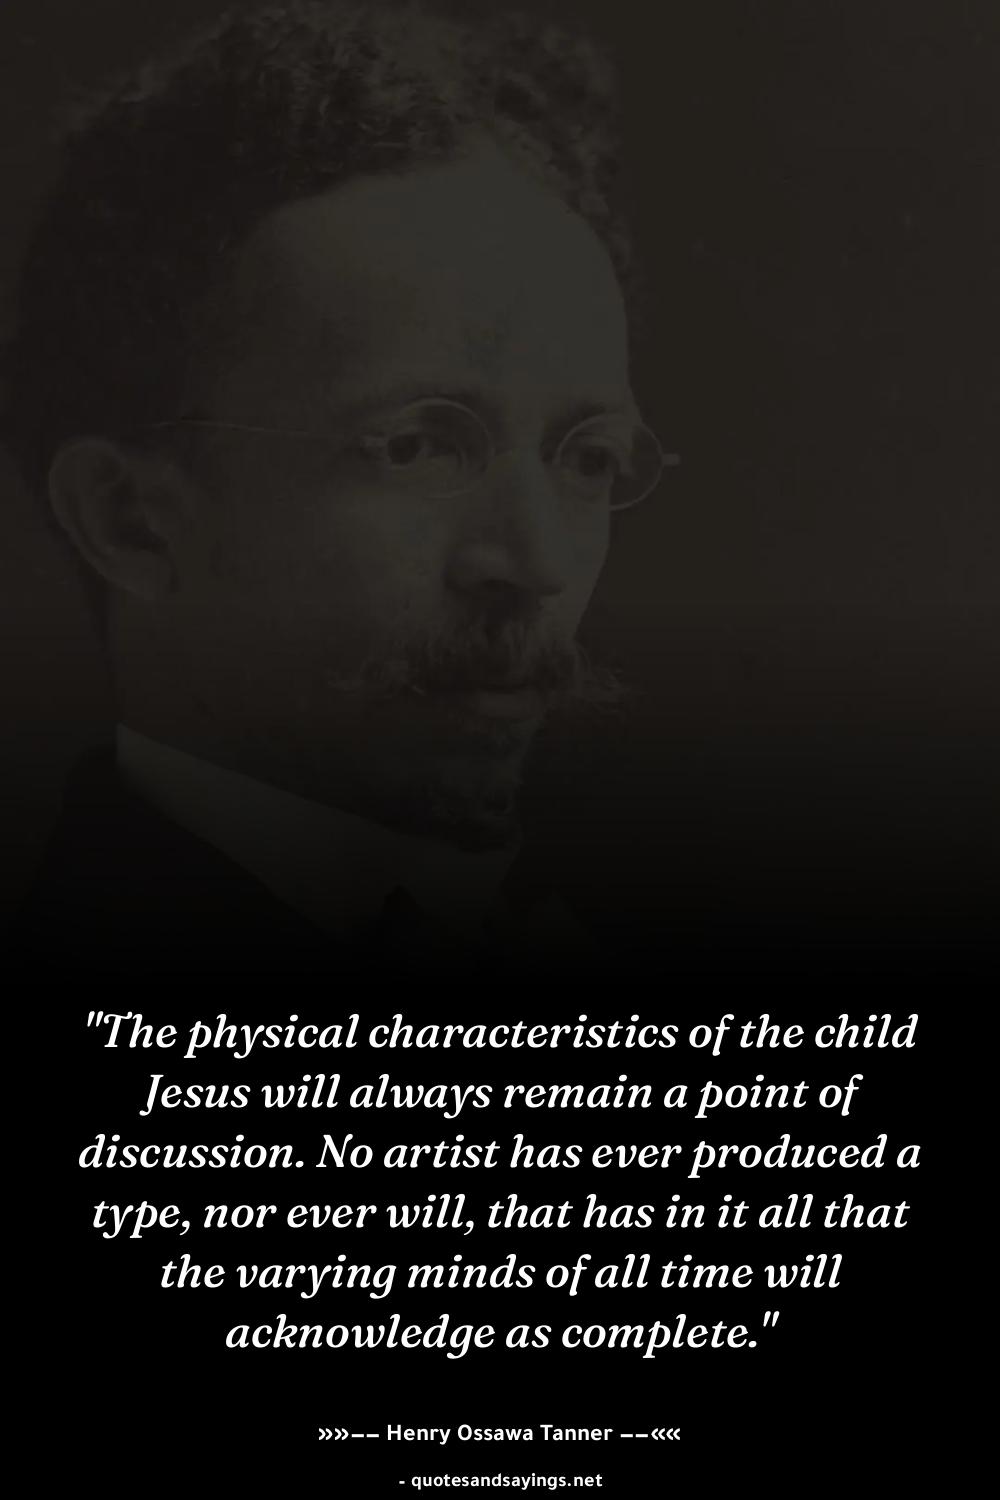 "The physical characteristics of the child
Jesus will always remain a point of
discussion. No artist has ever produced a
type, nor ever will, that has in it all that
the varying minds of all time will
acknowledge as complete."
»»–– Henry Ossawa Tanner ––««
- quotesandsayings.net